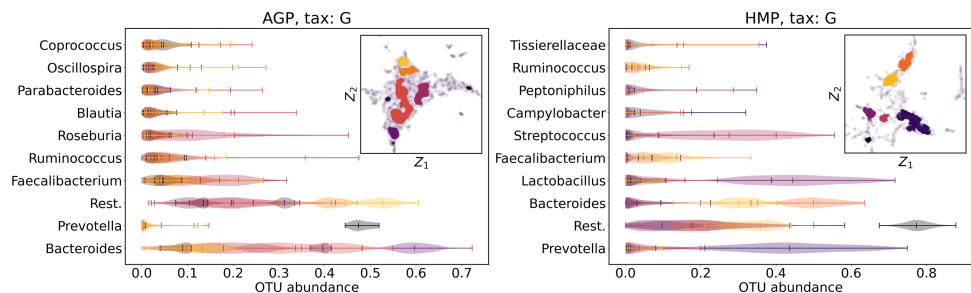 AGP, tax: G
Coprococcus
Oscillospira
Parabacteroides
Blautia
Roseburia
Ruminococcus
Faecalibacterium
Rest.
Prevotella
Bacteroides
Z2
Z1
0.0 0.1 0.2 0.3 0.4 0.5 0.6 0.7
OTU abundance
HMP, tax: G
Tissierellaceae
Ruminococcus
Peptoniphilus
Campylobacter
Streptococcus
Faecalibacterium
Lactobacillus
Bacteroides
Rest.
Prevotella
Z2
Z1
0.0 0.2 0.4 0.6 0.8
OTU abundance